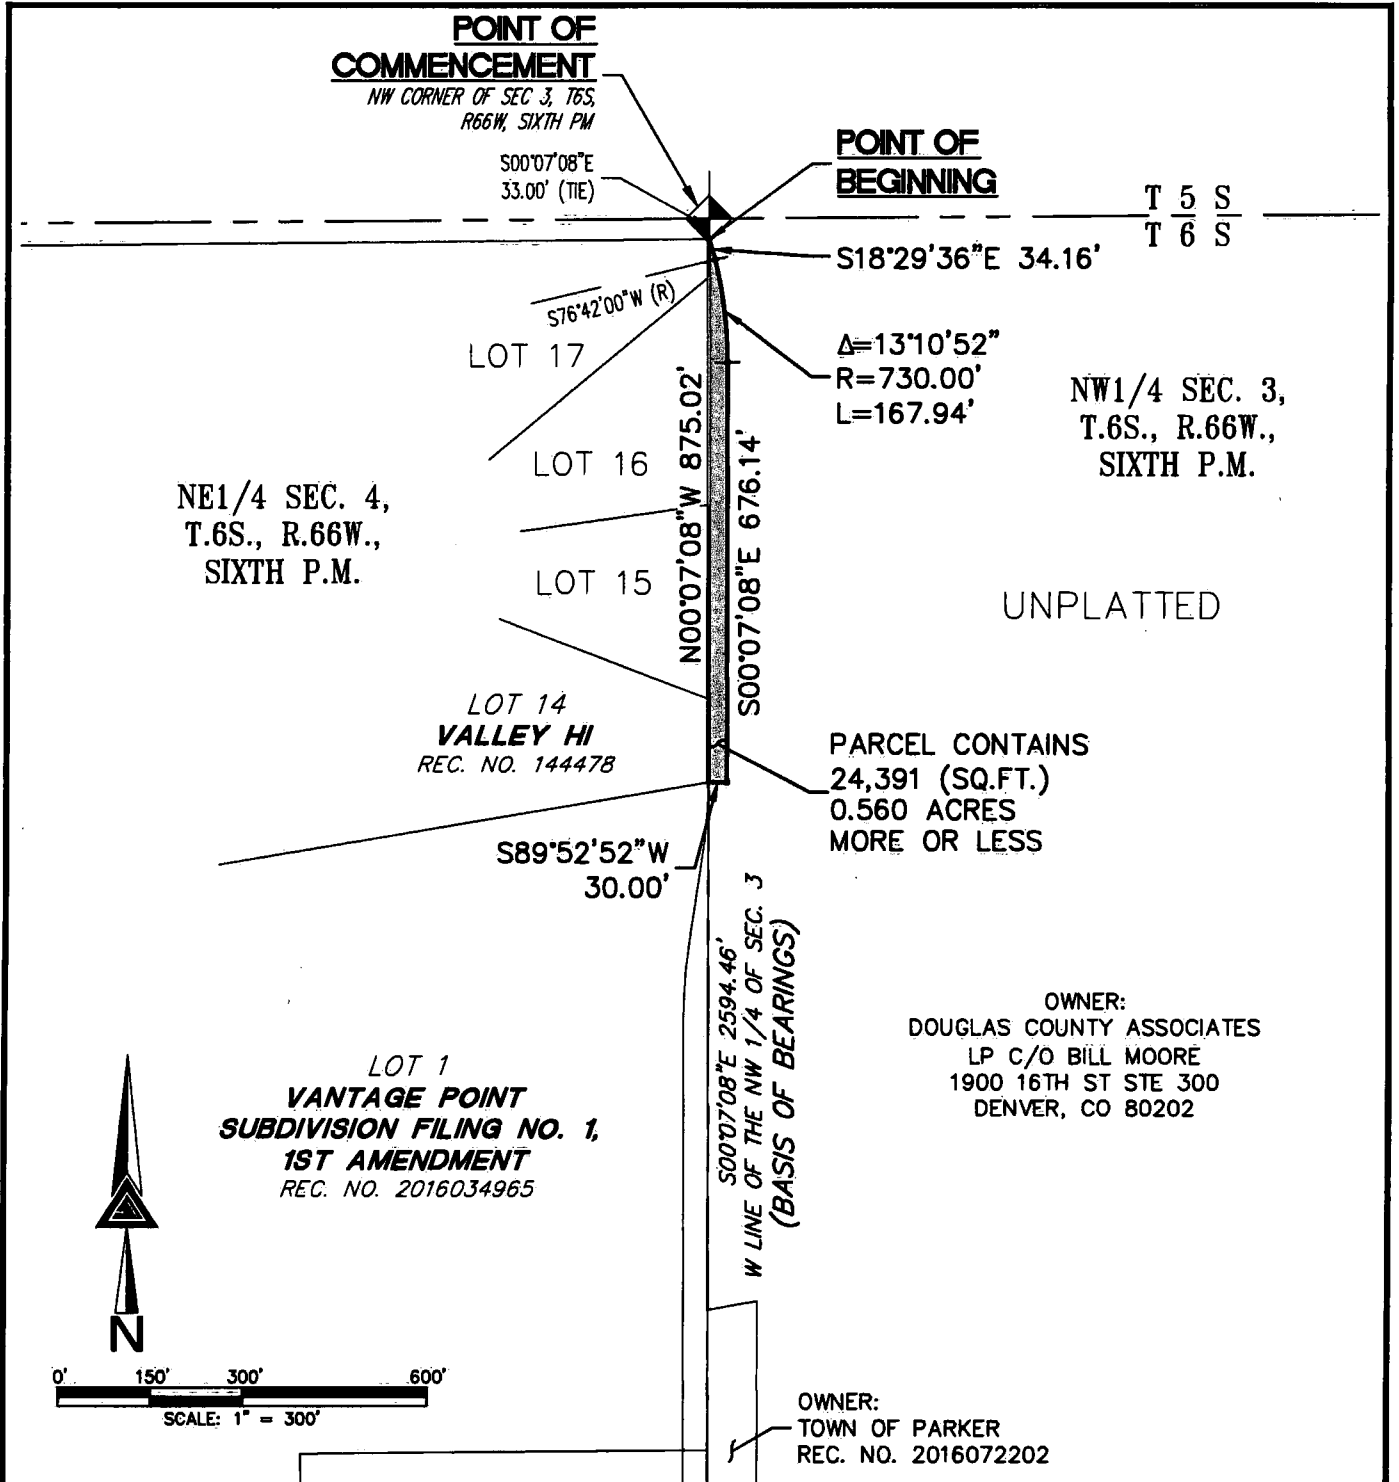 POINT OF
COMMENCEMENT
NW CORNER OF SEC 3, T6S,
R66W, SIXTH PM
S00°07'08"E
33.00' (TIE)
POINT OF
BEGINNING
T 5 S
T 6 S
S18°29'36"E 34.16'
S76°42'00"W (R)
LOT 17
Δ=13°10'52"
R=730.00'
L=167.94'
NW1/4 SEC. 3,
T.6S., R.66W.,
SIXTH P.M.
N00°07'08"W 875.02'
S00°07'08"E 676.14'
LOT 16
NE1/4 SEC. 4,
T.6S., R.66W.,
SIXTH P.M.
LOT 15
UNPLATTED
LOT 14
VALLEY HI
REC. NO. 144478
PARCEL CONTAINS
24,391 (SQ.FT.)
0.560 ACRES
MORE OR LESS
S89°52'52"W
30.00'
S00°07'08"E 2594.46'
W LINE OF THE NW 1/4 OF SEC. 3
(BASIS OF BEARINGS)
OWNER:
DOUGLAS COUNTY ASSOCIATES
LP C/O BILL MOORE
1900 16TH ST STE 300
DENVER, CO 80202
LOT 1
VANTAGE POINT
SUBDIVISION FILING NO. 1,
1ST AMENDMENT
REC. NO. 2016034965
N
0' 150' 300' 600'
SCALE: 1" = 300'
OWNER:
TOWN OF PARKER
REC. NO. 2016072202